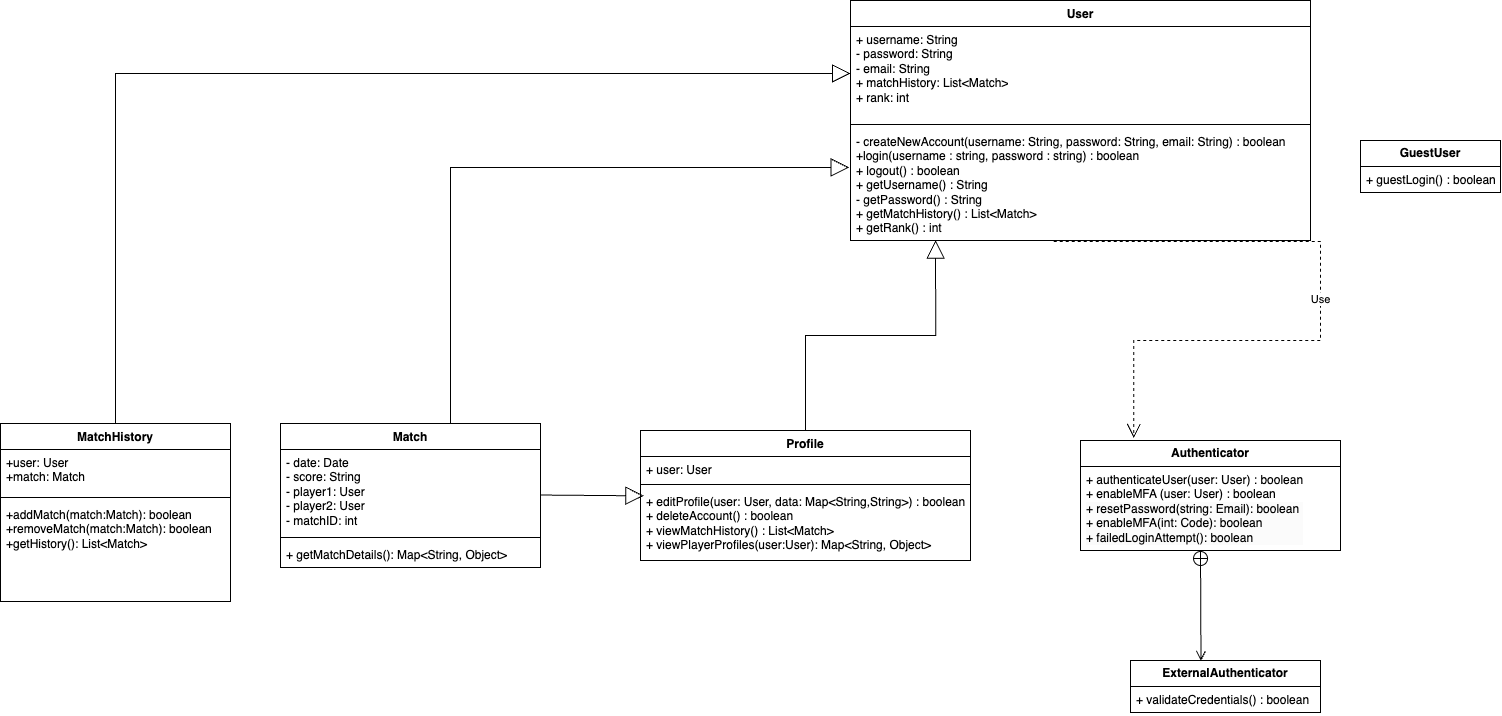 User
+ username: String
- password: String
- email: String
+ matchHistory: List<Match>
+ rank: int
- createNewAccount(username: String, password: String, email: String) : boolean
+login(username : string, password : string) : boolean
+ logout() : boolean
+ getUsername() : String
- getPassword() : String
+ getMatchHistory() : List<Match>
+ getRank() : int
GuestUser
+ guestLogin() : boolean
Use
MatchHistory
+user: User
+match: Match
+addMatch(match:Match): boolean
+removeMatch(match:Match): boolean
+getHistory(): List<Match>
Match
- date: Date
- score: String
- player1: User
- player2: User
- matchID: int
+ getMatchDetails(): Map<String, Object>
Profile
+ user: User
+ editProfile(user: User, data: Map<String,String>) : boolean
+ deleteAccount() : boolean
+ viewMatchHistory() : List<Match>
+ viewPlayerProfiles(user:User): Map<String, Object>
Authenticator
+ authenticateUser(user: User) : boolean
+ enableMFA (user: User) : boolean
+ resetPassword(string: Email): boolean
+ enableMFA(int: Code): boolean
+ failedLoginAttempt(): boolean
ExternalAuthenticator
+ validateCredentials() : boolean